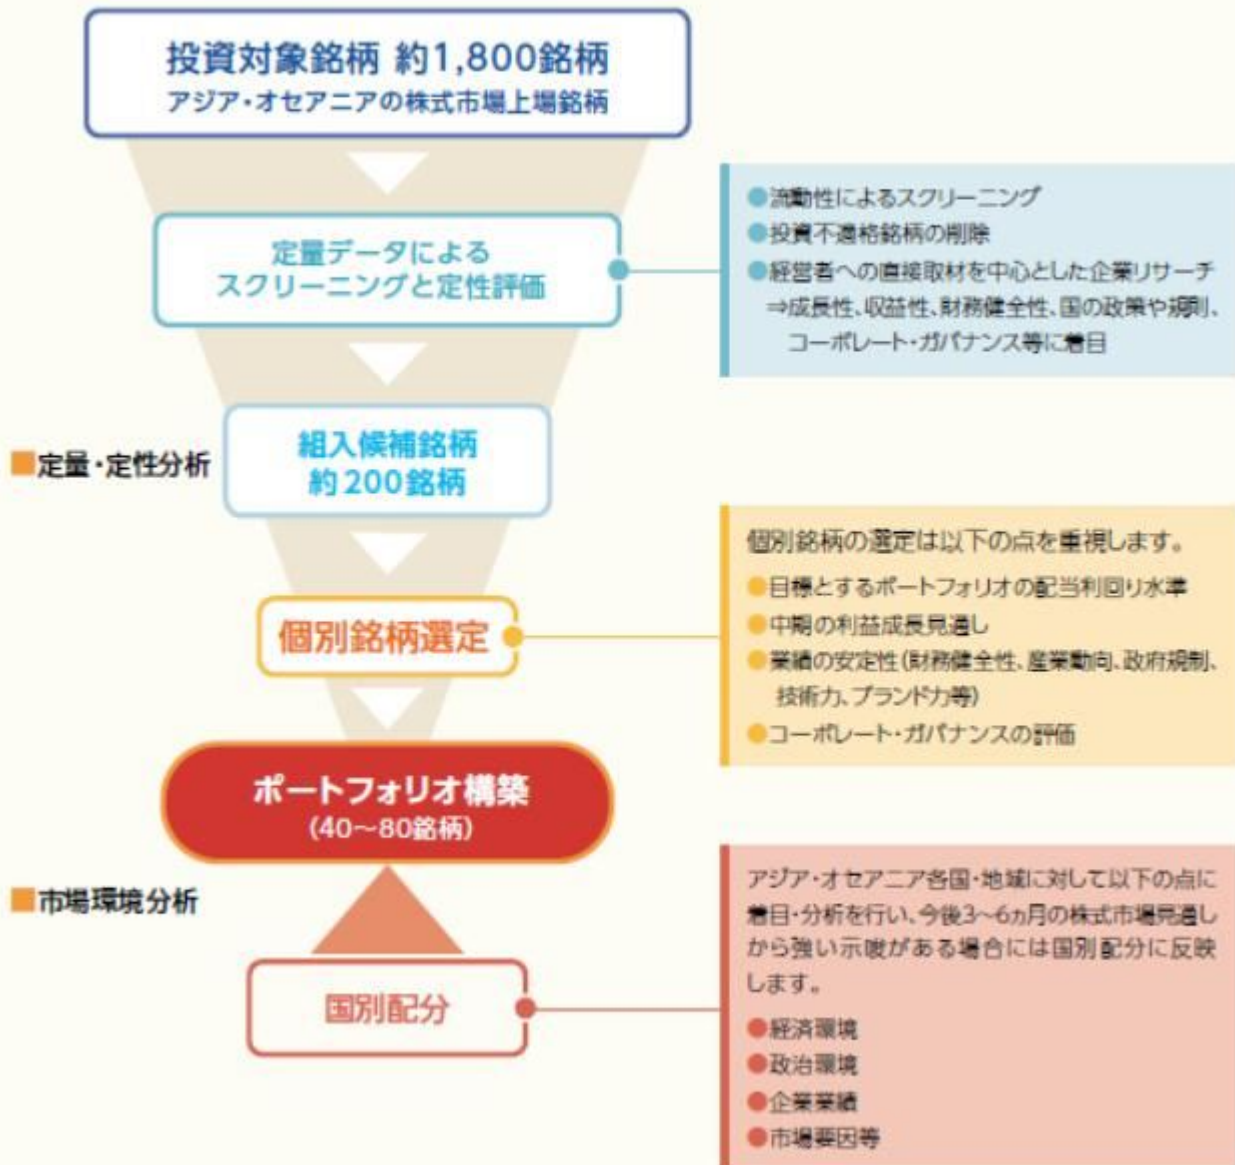 投資対象銘柄 約1,800銘柄
アジア・オセアニアの株式市場上場銘柄
定量データによる
スクリーニングと定性評価
●流動性によるスクリーニング
●投資不適格銘柄の削除
●経営者への直接取材を中心とした企業リサーチ
⇒成長性、収益性、財務健全性、国の政策や規則、
コーポレート・ガバナンス等に着目
■定量・定性分析
組入候補銘柄
約200銘柄
個別銘柄選定
個別銘柄の選定は以下の点を重視します。
●目標とするポートフォリオの配当利回り水準
●中期の利益成長見通し
●業績の安定性(財務健全性、産業動向、政府規制、
技術力、ブランド力等)
●コーポレート・ガバナンスの評価
ポートフォリオ構築
(40～80銘柄)
■市場環境分析
国別配分
アジア・オセアニア各国・地域に対して以下の点に
着目・分析を行い、今後3～6ヵ月の株式市場見通し
から強い示唆がある場合には国別配分に反映
します。
●経済環境
●政治環境
●企業業績
●市場要因等